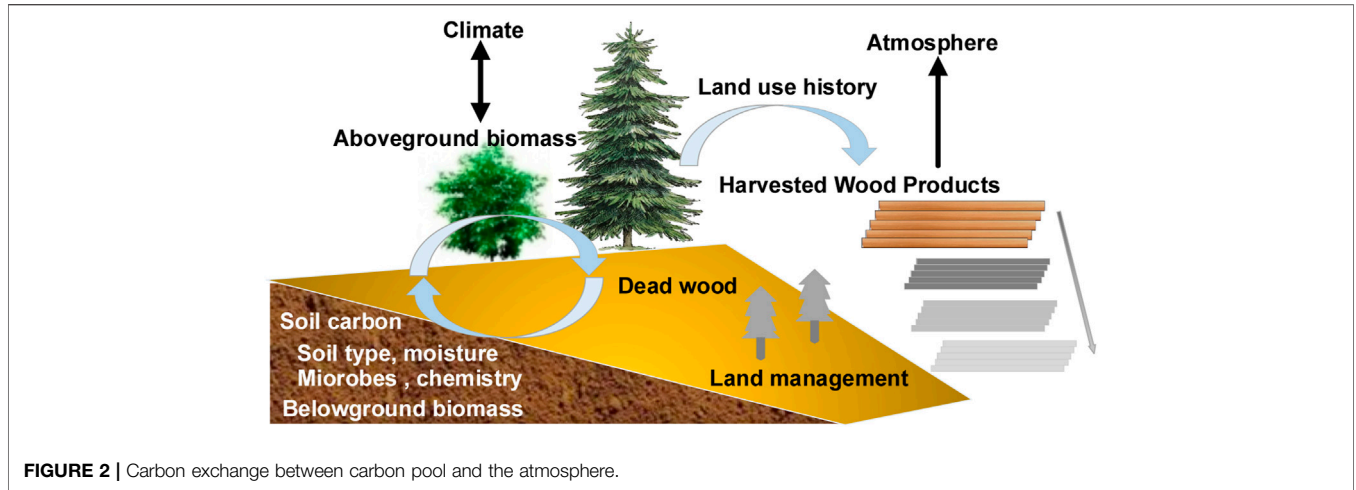 Climate
Atmosphere
Land use history
Aboveground biomass
Harvested Wood Products
Dead wood
Soil carbon
Soil type, moisture
Miorobes , chemistry
Land management
Belowground biomass
FIGURE 2 | Carbon exchange between carbon pool and the atmosphere.